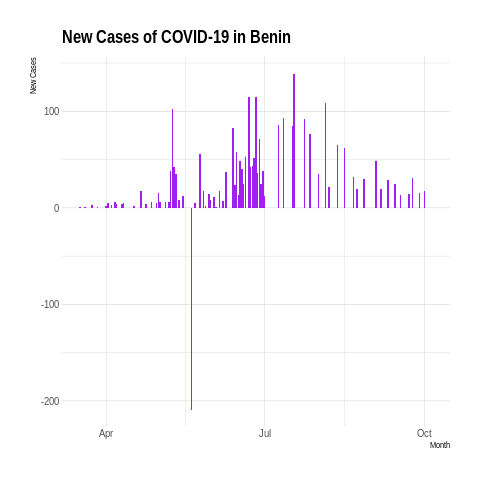 New Cases of COVID-19 in Benin
New Cases
100
0
-100
-200
Apr
Jul
Oct
Month